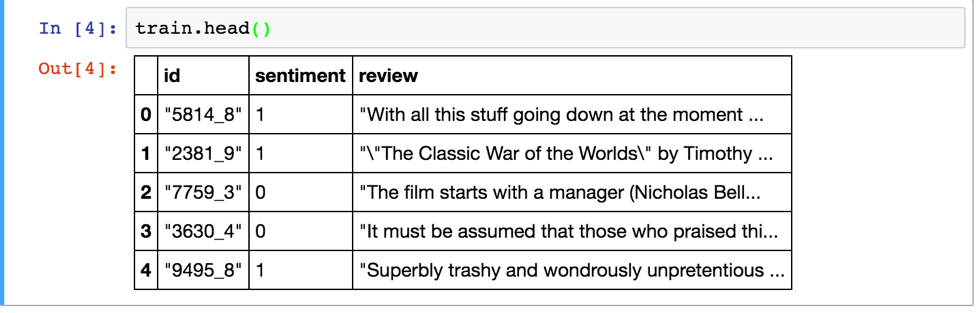 In [4]: train.head()
Out[4]:
id sentiment review
0 "5814_8" 1 "With all this stuff going down at the moment ...
1 "2381_9" 1 "\"The Classic War of the Worlds\" by Timothy ...
2 "7759_3" 0 "The film starts with a manager (Nicholas Bell...
3 "3630_4" 0 "It must be assumed that those who praised thi...
4 "9495_8" 1 "Superbly trashy and wondrously unpretentious ...